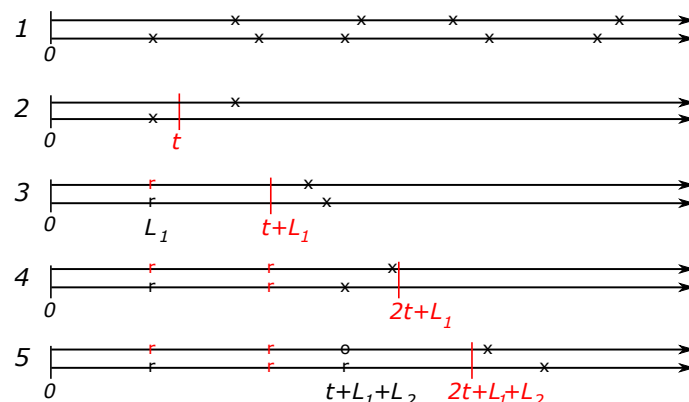 1
x x x x
x x x x x
0
2
x
x
0
t
3
r x
r x
0
L₁
t+L₁
4
r r x
r r x
0
2t+L₁
5
r r o x
r r r x
0
t+L₁+L₂
2t+L₁+L₂